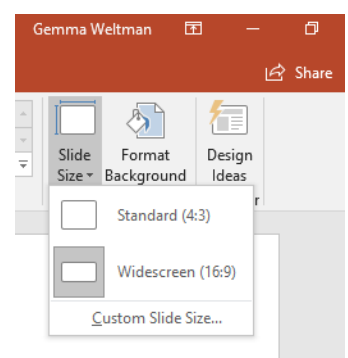 Gemma Weltman
Share
Slide Size
Format Background
Design Ideas
r
Standard (4:3)
Widescreen (16:9)
Custom Slide Size...